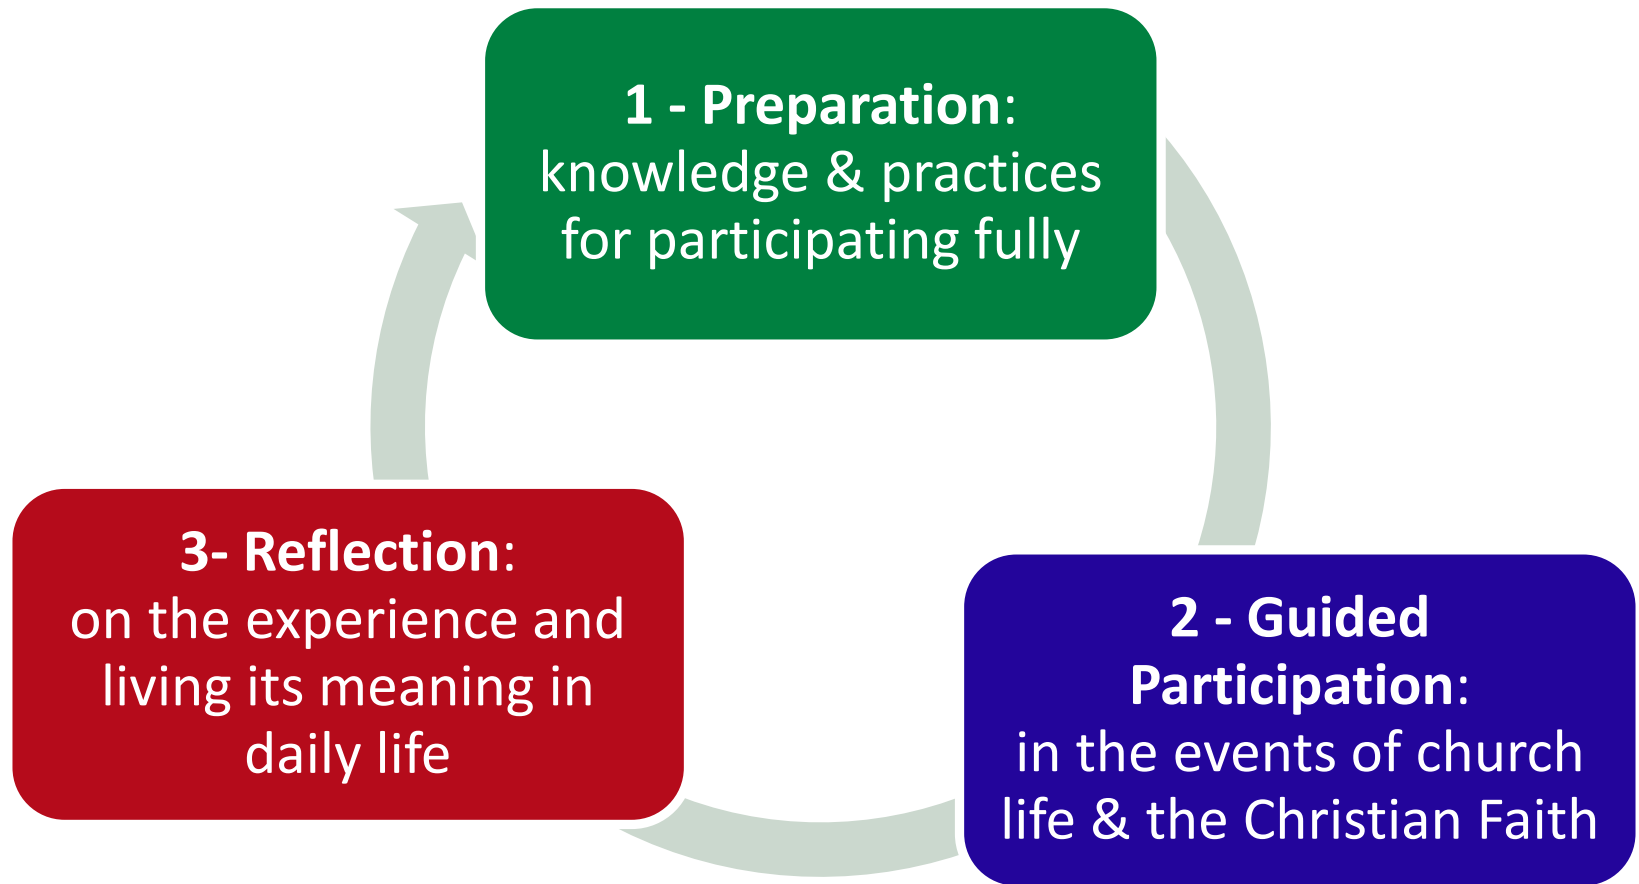 1 - Preparation:
knowledge & practices
for participating fully
2 - Guided
Participation:
in the events of church
life & the Christian Faith
3- Reflection:
on the experience and
living its meaning in
daily life